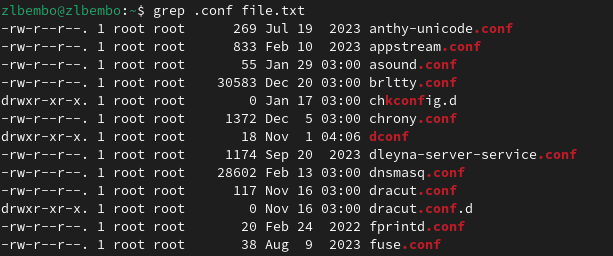 zlbembo@zlbembo:~$ grep .conf file.txt
-rw-r--r--. 1 root root      269 Jul 19  2023 anthy-unicode.conf
-rw-r--r--. 1 root root      833 Feb 10  2023 appstream.conf
-rw-r--r--. 1 root root       55 Jan 29 03:00 asound.conf
-rw-r--r--. 1 root root    30583 Dec 20 03:00 brltty.conf
drwxr-xr-x. 1 root root        0 Jan 17 03:00 chkconfig.d
-rw-r--r--. 1 root root     1372 Dec  5 03:00 chrony.conf
drwxr-xr-x. 1 root root       18 Nov  1 04:06 dconf
-rw-r--r--. 1 root root     1174 Sep 20  2023 dleyna-server-service.conf
-rw-r--r--. 1 root root    28602 Feb 13 03:00 dnsmasq.conf
-rw-r--r--. 1 root root      117 Nov 16 03:00 dracut.conf
drwxr-xr-x. 1 root root        0 Nov 16 03:00 dracut.conf.d
-rw-r--r--. 1 root root       20 Feb 24  2022 fprintd.conf
-rw-r--r--. 1 root root       38 Aug  9  2023 fuse.conf